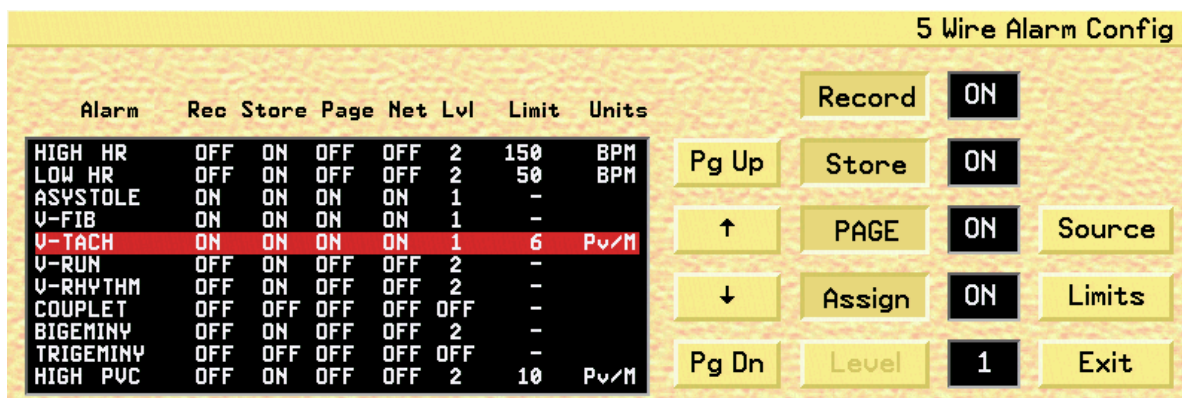 5 Wire Alarm Config
Alarm Rec Store Page Net Lvl Limit Units
HIGH HR OFF ON OFF OFF 2 150 BPM
LOW HR OFF ON OFF OFF 2 50 BPM
ASYSTOLE ON ON ON ON 1 -
V-FIB ON ON ON ON 1 -
V-TACH ON ON ON ON 1 6 Pv/M
V-RUN OFF ON OFF OFF 2 -
V-RHYTHM OFF ON OFF OFF 2 -
COUPLET OFF OFF OFF OFF OFF -
BIGEMINY OFF ON OFF OFF 2 -
TRIGEMINY OFF OFF OFF OFF OFF -
HIGH PVC OFF ON OFF OFF 2 10 Pv/M
Record ON
Pg Up Store ON
↑ PAGE ON Source
↓ Assign ON Limits
Pg Dn Level 1 Exit